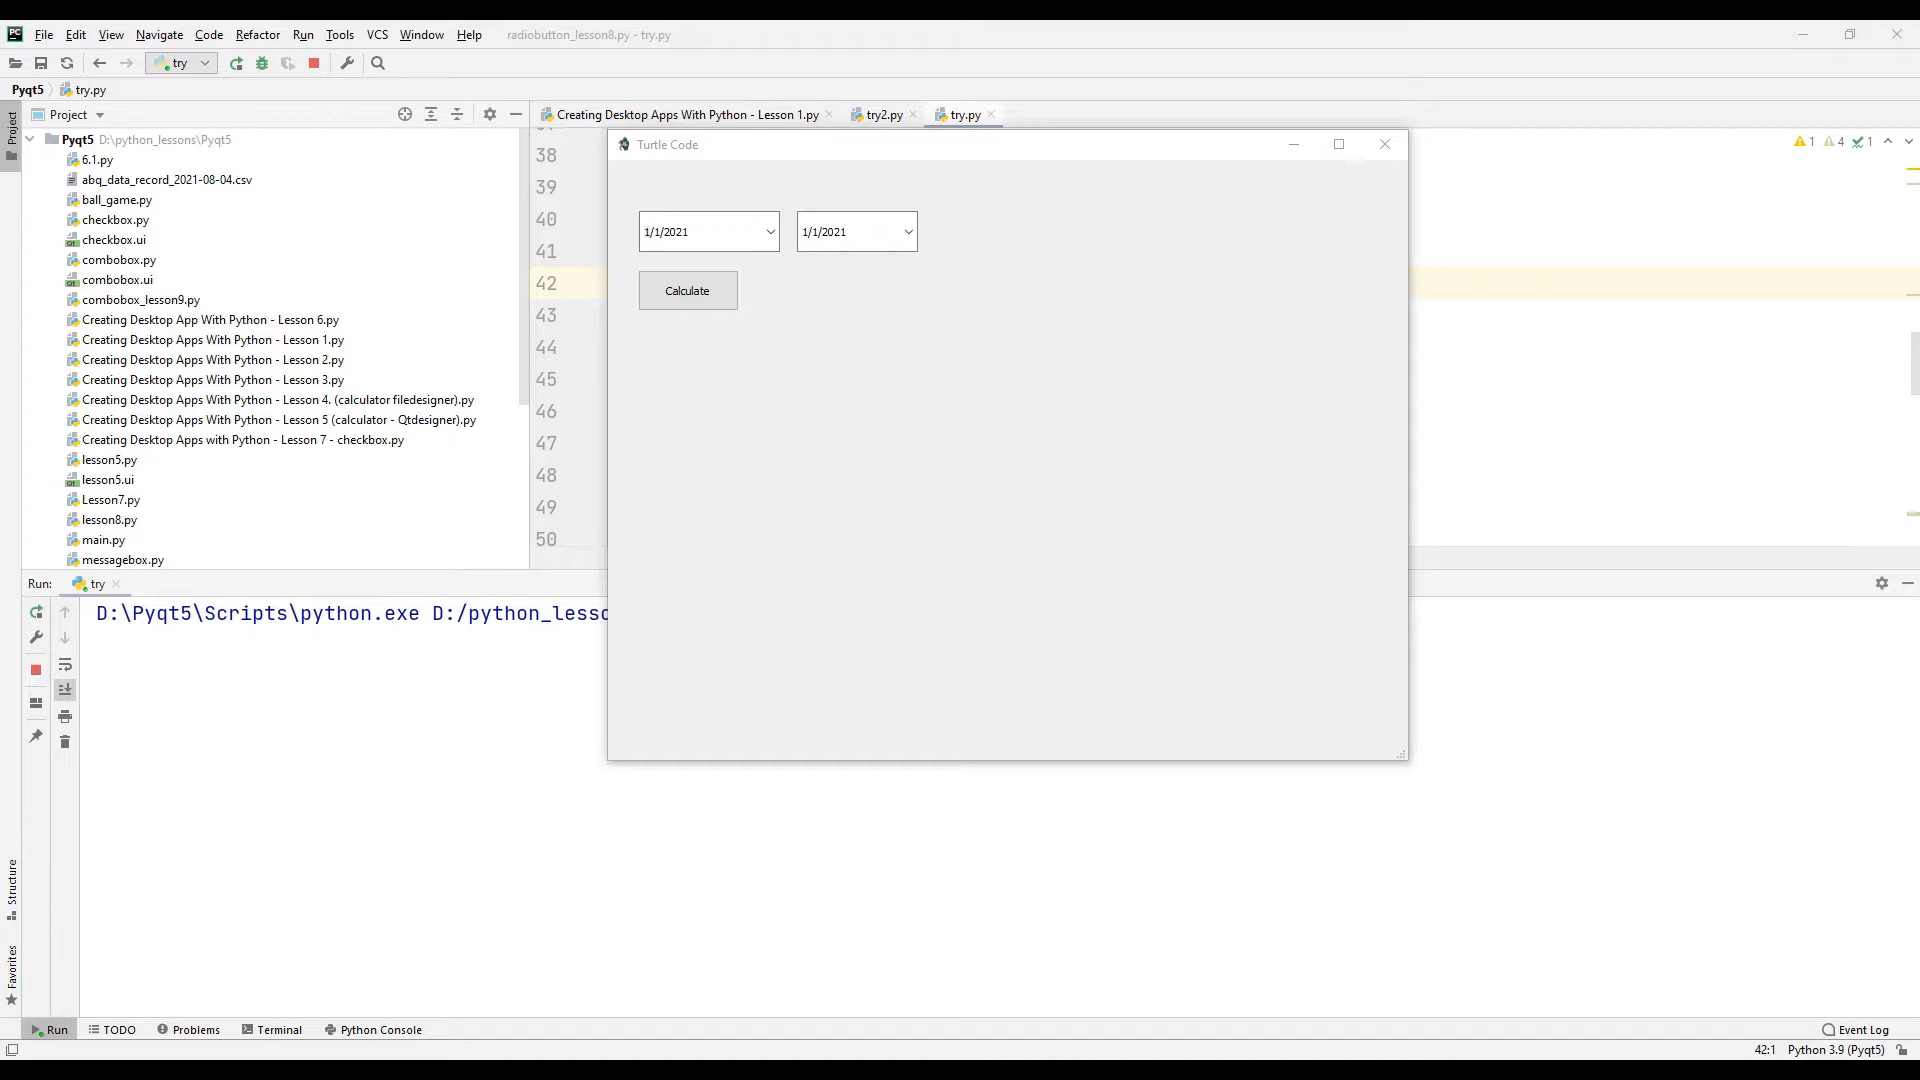 PC File Edit View Navigate Code Refactor Run Tools VCS Window Help radiobutton_lesson8.py - try.py
try
Pyqt5 try.py
Project
Creating Desktop Apps With Python - Lesson 1.py try2.py try.py
Project
Pyqt5 D:\python_lessons\Pyqt5
6.1.py
abq_data_record_2021-08-04.csv
ball_game.py
checkbox.py
checkbox.ui
combobox.py
combobox.ui
combobox_lesson9.py
Creating Desktop App With Python - Lesson 6.py
Creating Desktop Apps With Python - Lesson 1.py
Creating Desktop Apps With Python - Lesson 2.py
Creating Desktop Apps With Python - Lesson 3.py
Creating Desktop Apps With Python - Lesson 4. (calculator filedesigner).py
Creating Desktop Apps With Python - Lesson 5 (calculator - Qtdesigner).py
Creating Desktop Apps with Python - Lesson 7 - checkbox.py
lesson5.py
lesson5.ui
Lesson7.py
lesson8.py
main.py
messagebox.py
38
39
40
41
42
43
44
45
46
47
48
49
50
1 4 1
Turtle Code
1/1/2021 1/1/2021
Calculate
Run: try
D:\Pyqt5\Scripts\python.exe D:/python_lesso
Structure
Favorites
Run TODO Problems Terminal Python Console Event Log
42:1 Python 3.9 (Pyqt5)